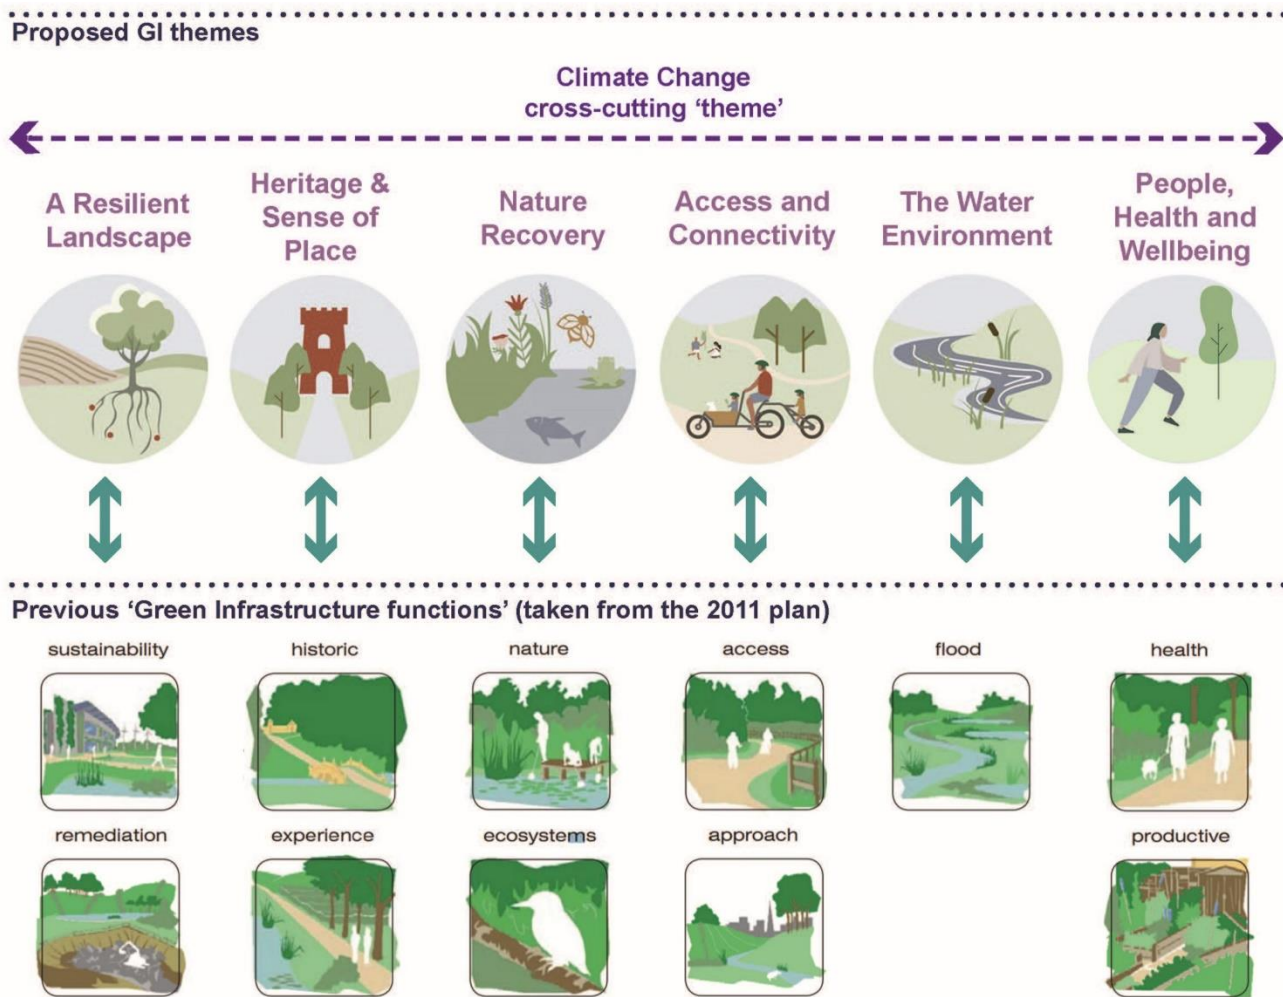 Proposed GI themes
Climate Change
cross-cutting ‘theme’
A Resilient
Landscape
Heritage &
Sense of
Place
Nature
Recovery
Access and
Connectivity
The Water
Environment
People,
Health and
Wellbeing
Previous ‘Green Infrastructure functions’ (taken from the 2011 plan)
sustainability
historic
nature
access
flood
health
remediation
experience
ecosystems
approach
productive